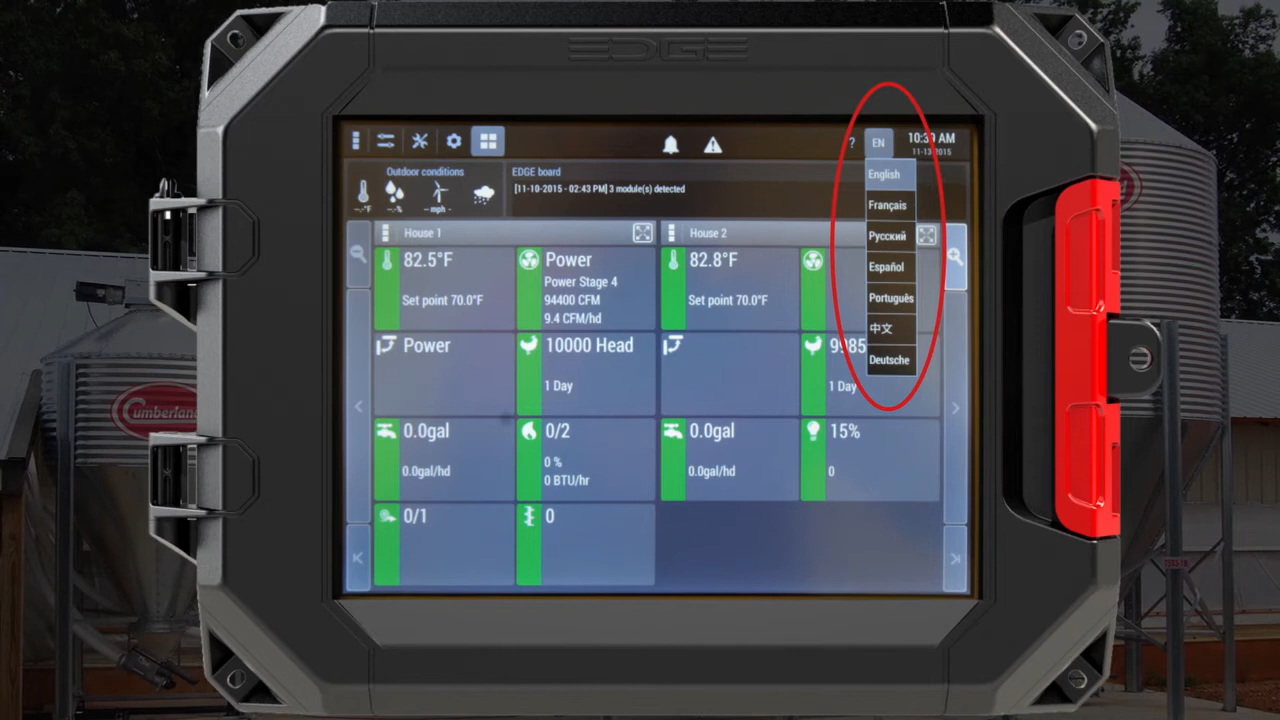 EDGE
? EN 10:39 AM
11-13-2015
Outdoor conditions
--.-°F --.-% -- mph -
EDGE board
[11-10-2015 - 02:43 PM] 3 module(s) detected
English
Français
Русский
Español
Português
中文
Deutsche
House 1
82.5°F
Set point 70.0°F
Power
Power Stage 4
94400 CFM
9.4 CFM/hd
Power
10000 Head
1 Day
0.0gal
0.0gal/hd
0/2
0 %
0 BTU/hr
0/1
0
House 2
82.8°F
Set point 70.0°F
9985
1 Day
0.0gal
0.0gal/hd
15%
0
Cumberland